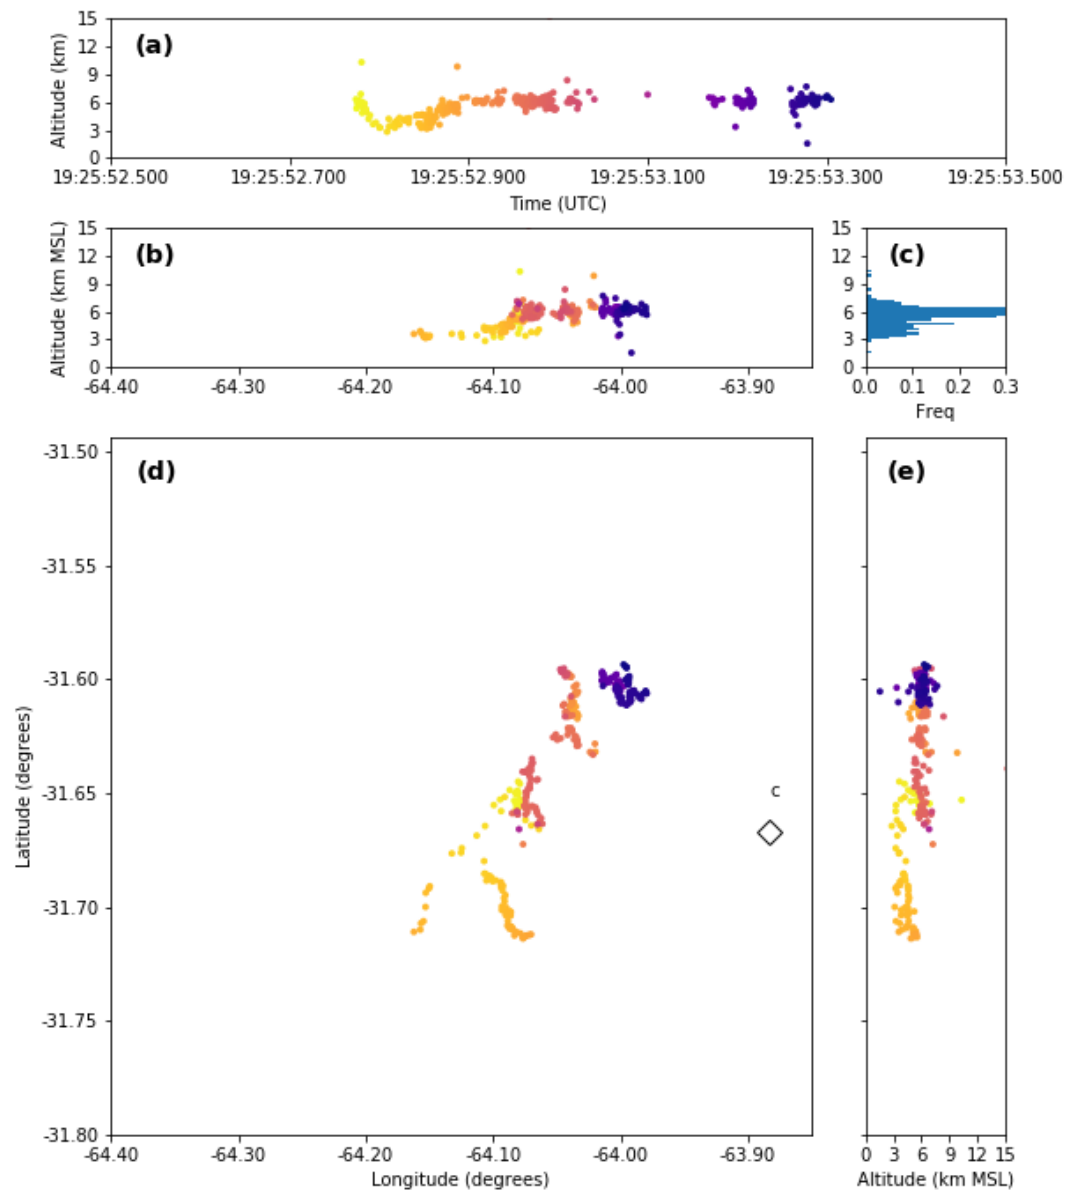 (a)
Altitude (km)
15
12
9
6
3
0
19:25:52.500 19:25:52.700 19:25:52.900 19:25:53.100 19:25:53.300 19:25:53.500
Time (UTC)
(b)
Altitude (km MSL)
15
12
9
6
3
0
-64.40 -64.30 -64.20 -64.10 -64.00 -63.90
(c)
15
12
9
6
3
0
0.0 0.1 0.2 0.3
Freq
(d)
Latitude (degrees)
-31.50
-31.55
-31.60
-31.65
-31.70
-31.75
-31.80
C
-64.40 -64.30 -64.20 -64.10 -64.00 -63.90
Longitude (degrees)
(e)
0 3 6 9 12 15
Altitude (km MSL)